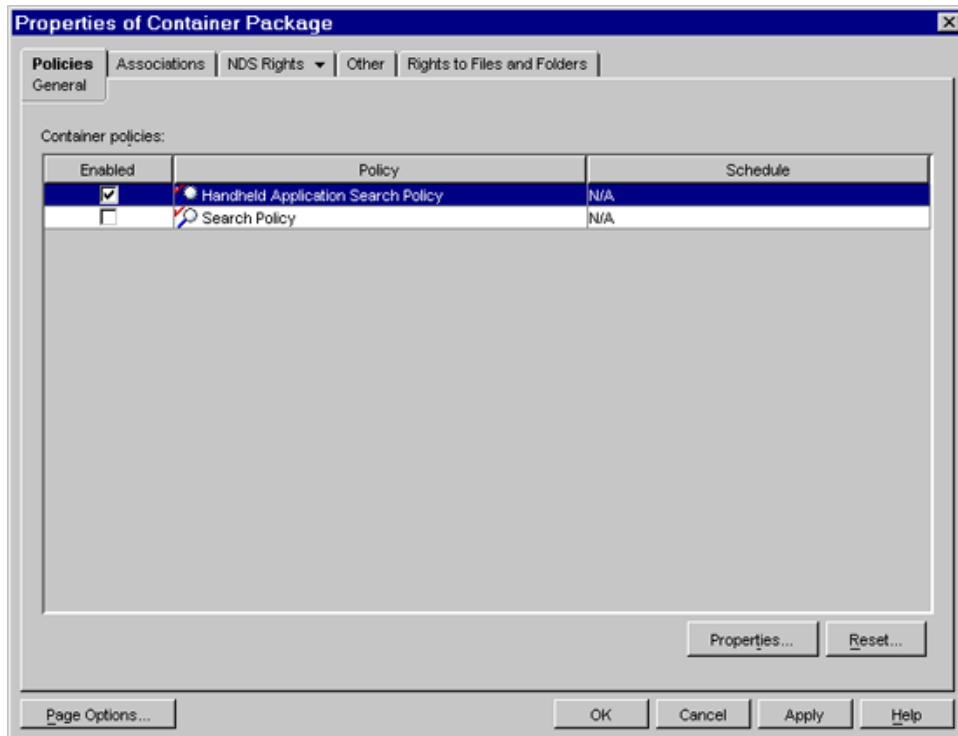 Properties of Container Package
Policies Associations NDS Rights Other Rights to Files and Folders
General
Container policies:
Enabled Policy Schedule
Handheld Application Search Policy N/A
Search Policy N/A
Properties... Reset...
Page Options... OK Cancel Apply Help